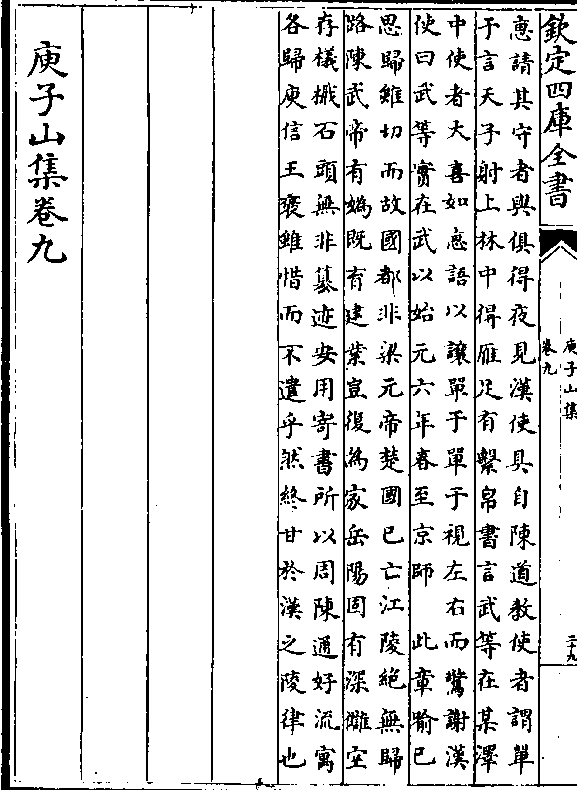 欽定四庫全書
庾子山集
卷九
二十九
惠請其守者與俱得夜見漢使具自陳道教使者謂單
于言天子射上林中得雁足有繫帛書言武等在某澤
中使者大喜如惠語以讓單于單于視左右而驚謝漢
使曰武等實在武以始元六年春至京師　此章喻已
思歸雖切而故國都非梁元帝楚國已亡江陵絶無歸
路陳武帝有媯既有建業豈復為家岳陽固有深讎空
存檥檝石頭無非纂迹安用寄書所以周陳通好流寓
各歸庾信王襃雖惜而不遣乎然終甘於漢之陵律也
庾子山集卷九